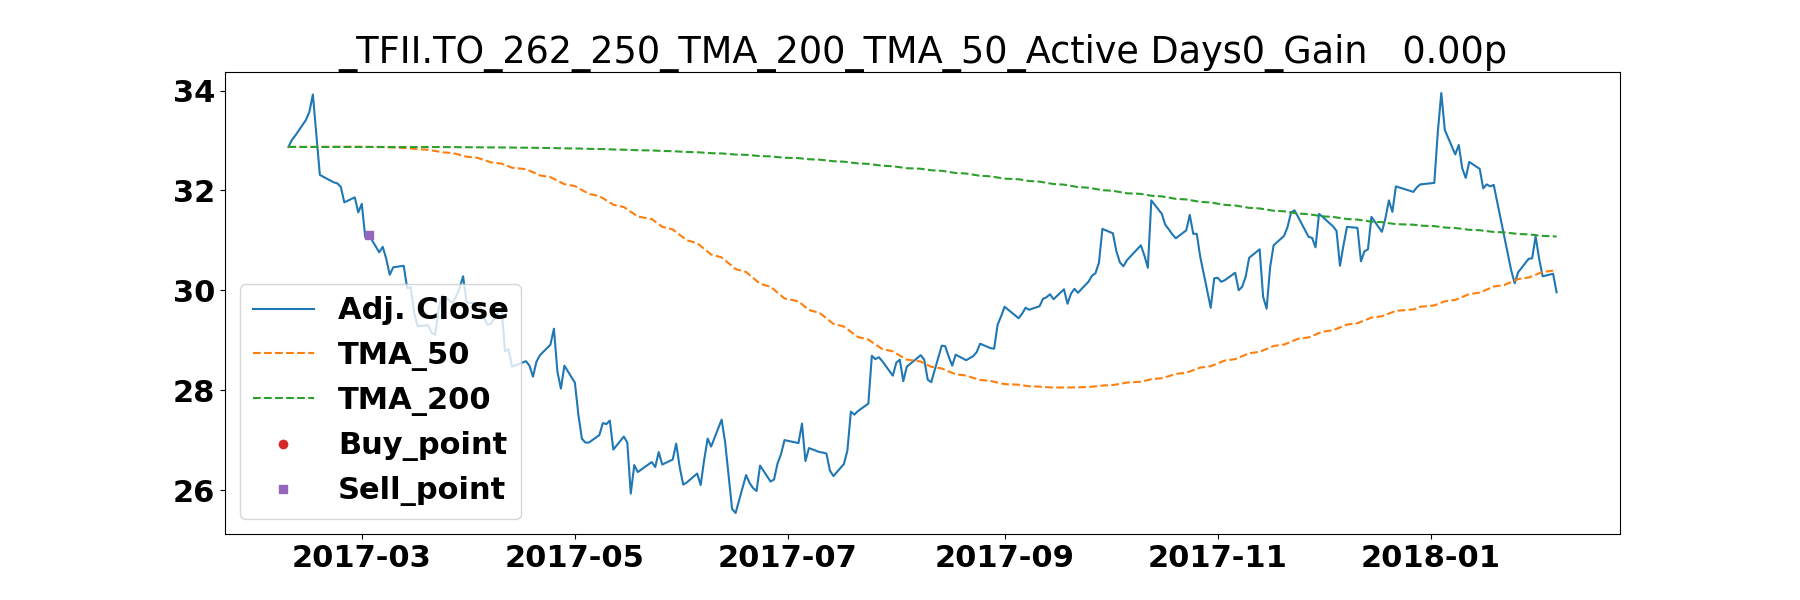 _TFII.TO_262_250_TMA_200_TMA_50_Active Days0_Gain   0.00p
34
32
30
28
26
Adj. Close
TMA_50
TMA_200
Buy_point
Sell_point
2017-03 2017-05 2017-07 2017-09 2017-11 2018-01